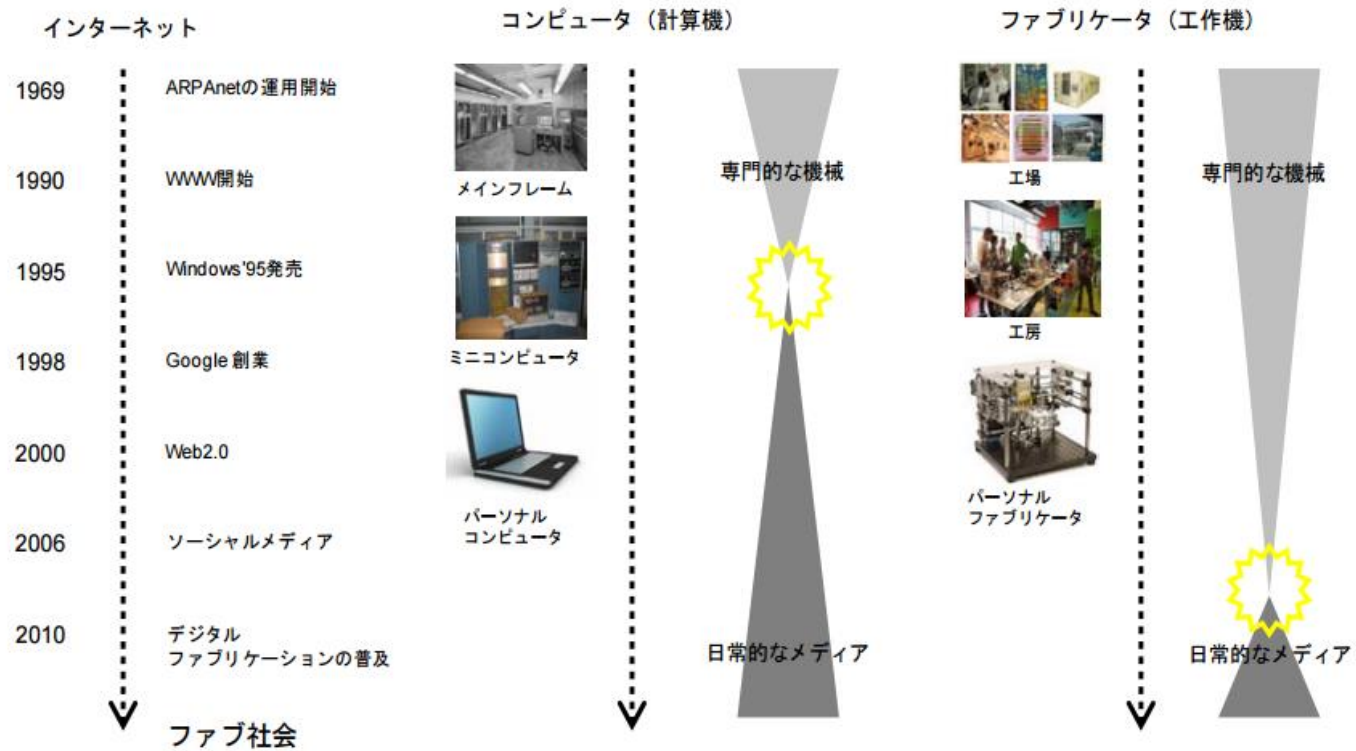 インターネット
コンピュータ（計算機）
ファブリケータ（工作機）
1969
ARPAnetの運用開始
1990
WWW開始
1995
Windows'95発売
1998
Google 創業
2000
Web2.0
2006
ソーシャルメディア
2010
デジタル
ファブリケーションの普及
ファブ社会
メインフレーム
ミニコンピュータ
パーソナル
コンピュータ
専門的な機械
日常的なメディア
工場
工房
パーソナル
ファブリケータ
専門的な機械
日常的なメディア